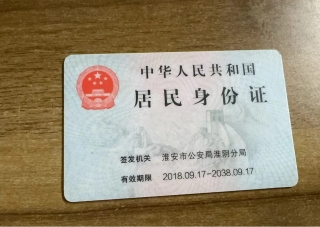 中华人民共和国
居民身份证
签发机关 淮安市公安局淮阴分局
有效期限 2018.09.17-2038.09.17